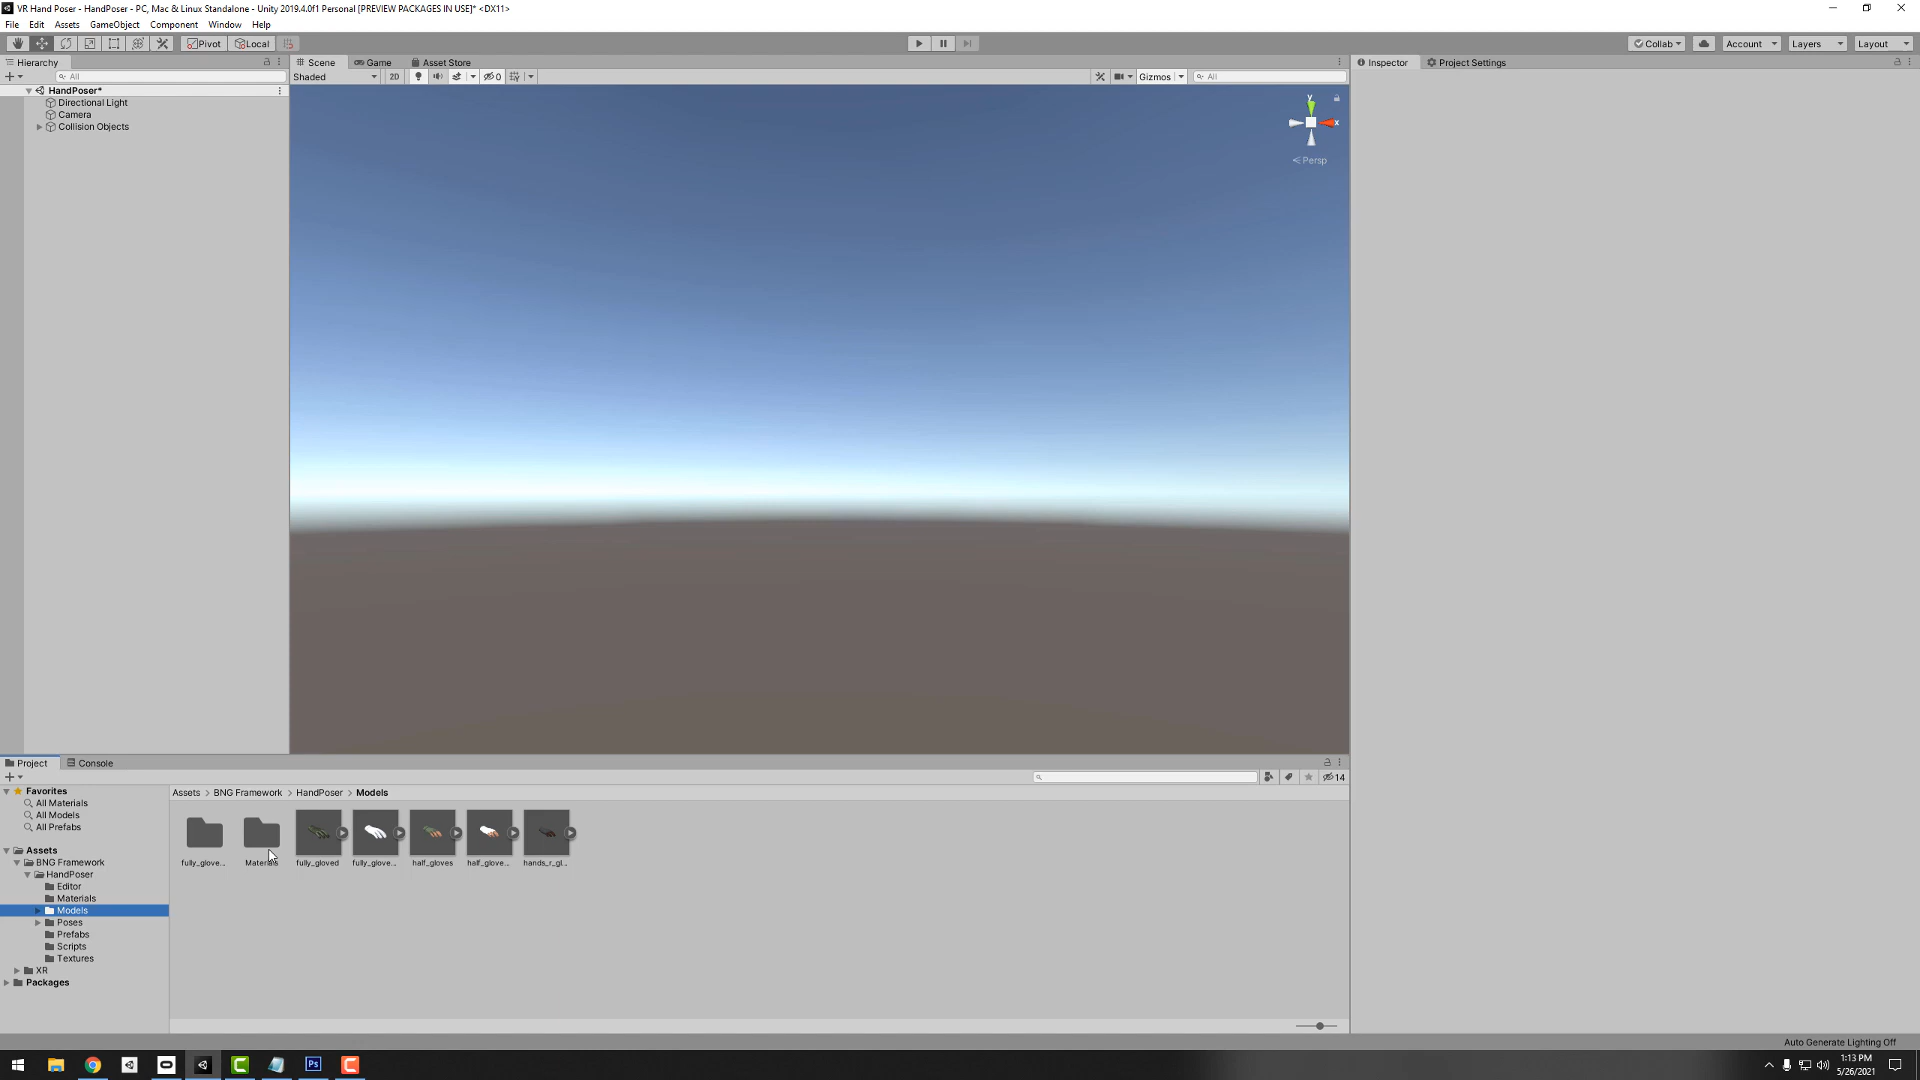 VR Hand Poser - HandPoser - PC, Mac & Linux Standalone - Unity 2019.4.0f1 Personal [PREVIEW PACKAGES IN USE]* <DX11>
File Edit Assets GameObject Component Window Help
Pivot Local Collab Account Layers Layout
Hierarchy Scene Game Asset Store Inspector Project Settings
All Shaded 2D 0 Gizmos All
HandPoser*
Directional Light
Camera
Collision Objects
y
x
Persp
Project Console
14
Favorites
All Materials
All Models
All Prefabs
Assets > BNG Framework > HandPoser > Models
Assets
BNG Framework
HandPoser
Editor
Materials
Models
Poses
Prefabs
Scripts
Textures
XR
Packages
fully_glove... Materials fully_gloved fully_glove... half_gloves half_glove... hands_r_gl...
Auto Generate Lighting Off
Ps
1:13 PM
5/26/2021